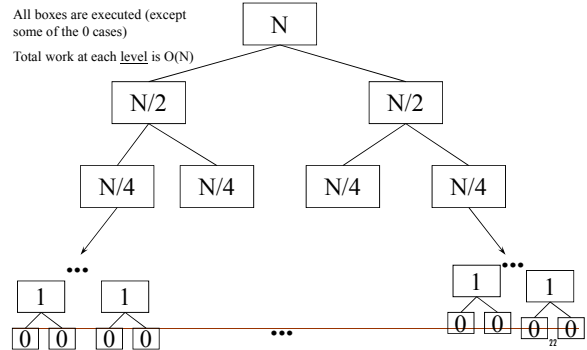 All boxes are executed (except
some of the 0 cases)
Total work at each level is O(N)
N
N/2 N/2
N/4 N/4 N/4 N/4
... ...
1 1 1 1
0 0 0 0 ... 0 0 0 0
22